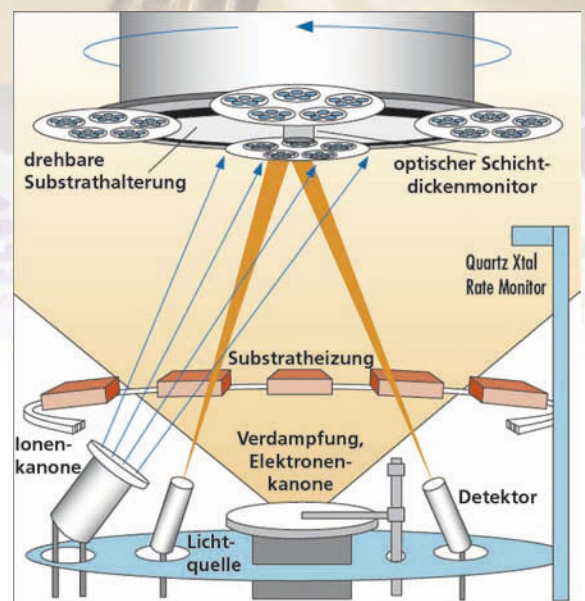 drehbare
Substrathalterung
optischer Schicht-
dickenmonitor
Quartz Xtal
Rate Monitor
Substratheizung
Ionen-
kanone
Verdampfung,
Elektronen-
kanone
Detektor
Licht-
quelle